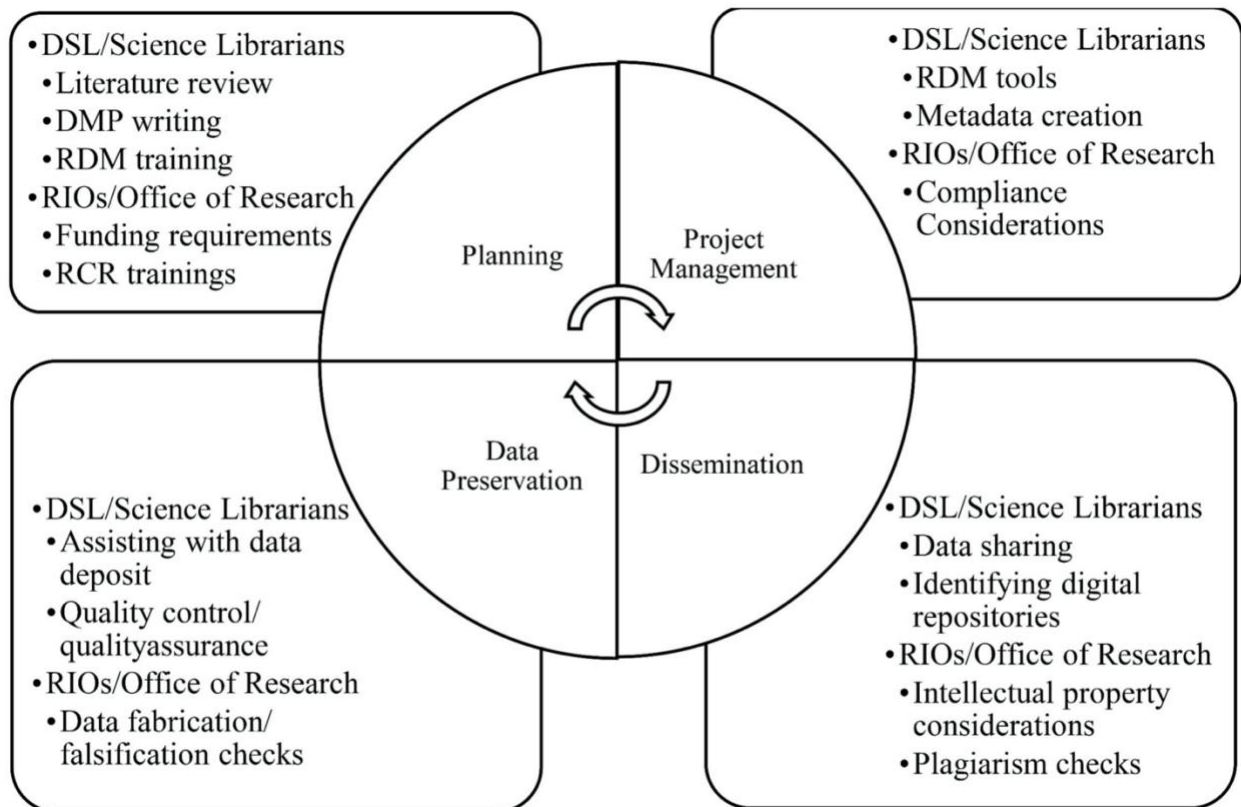 •DSL/Science Librarians
•Literature review
•DMP writing
•RDM training
•RIOs/Office of Research
•Funding requirements
•RCR trainings
•DSL/Science Librarians
•RDM tools
•Metadata creation
•RIOs/Office of Research
•Compliance
Considerations
Planning
Project
Management
Data
Preservation
Dissemination
•DSL/Science Librarians
•Assisting with data
deposit
•Quality control/
qualityassurance
•RIOs/Office of Research
•Data fabrication/
falsification checks
•DSL/Science Librarians
•Data sharing
•Identifying digital
repositories
•RIOs/Office of Research
•Intellectual property
considerations
•Plagiarism checks